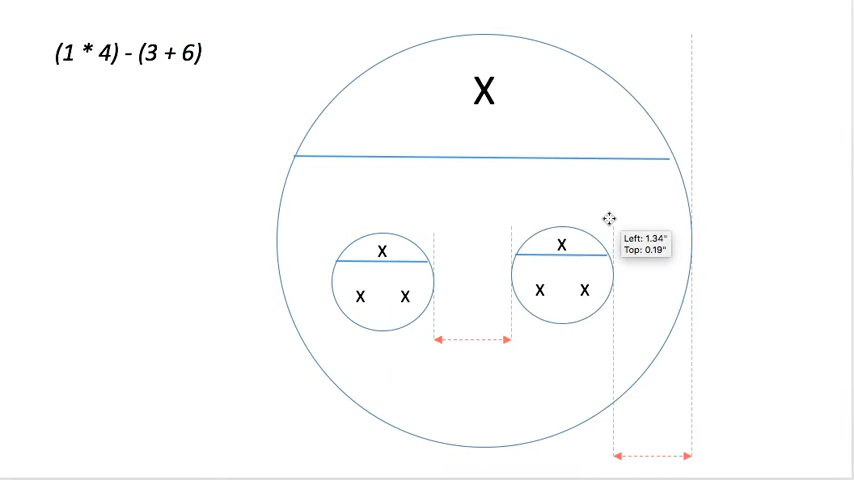 (1 * 4) - (3 + 6)
X
X
X X
X
X X
Left: 1.34"
Top: 0.19"